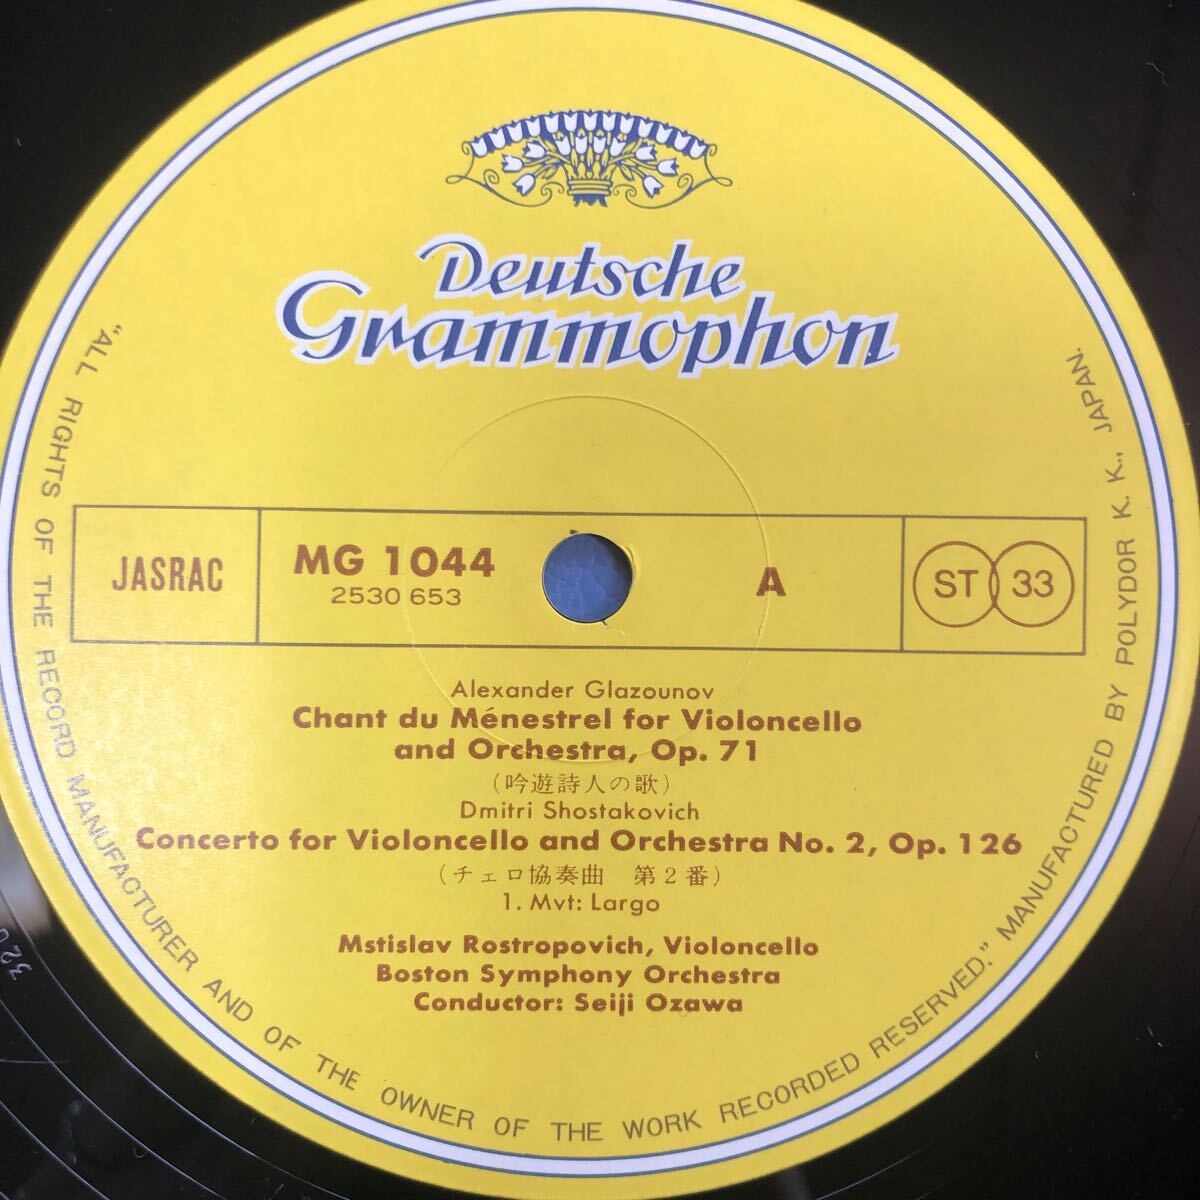 Deutsche
Grammophon
JASRAC
MG 1044
2530 653
A
ST 33
Alexander Glazounov
Chant du Ménestrel for Violoncello
and Orchestra, Op. 71
(吟遊詩人の歌)
Dmitri Shostakovich
Concerto for Violoncello and Orchestra No. 2, Op. 126
(チェロ協奏曲 第2番)
1. Mvt: Largo
Mstislav Rostropovich, Violoncello
Boston Symphony Orchestra
Conductor: Seiji Ozawa
"ALL RIGHTS OF THE RECORD MANUFACTURER AND OF THE OWNER OF THE WORK RECORDED RESERVED," MANUFACTURED BY POLYDOR K. K., JAPAN.